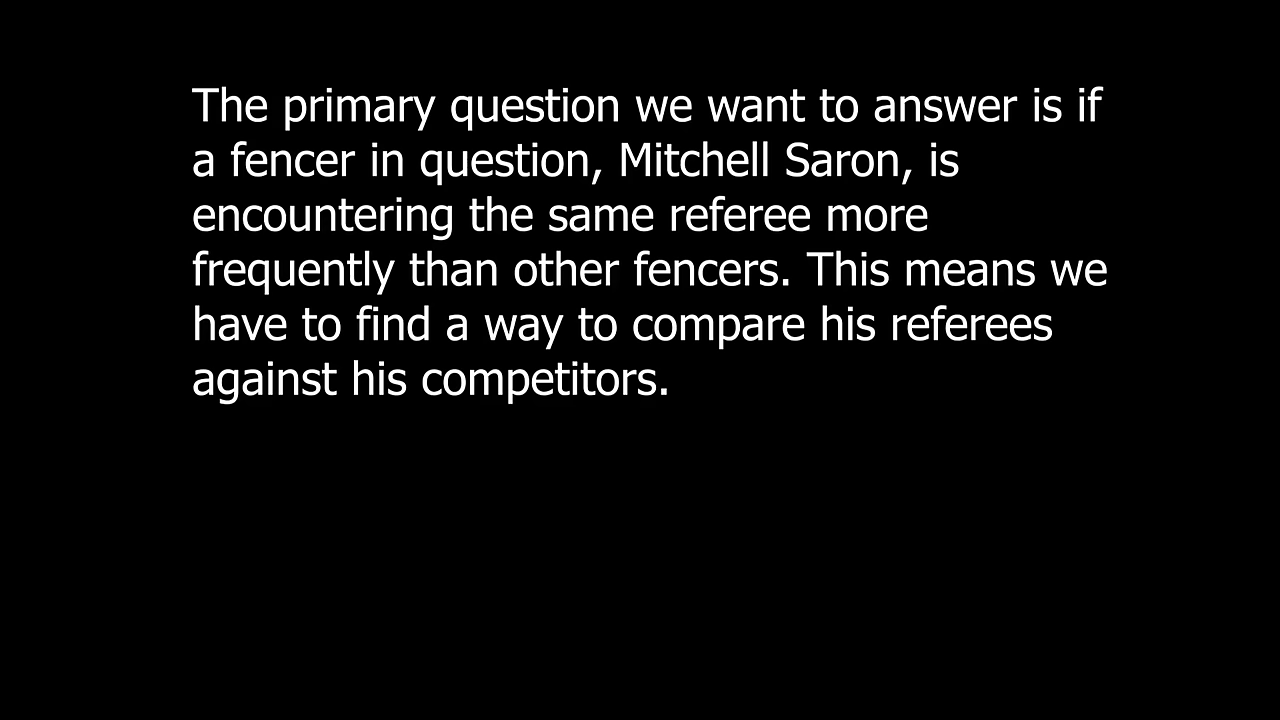 The primary question we want to answer is if
a fencer in question, Mitchell Saron, is
encountering the same referee more
frequently than other fencers. This means we
have to find a way to compare his referees
against his competitors.